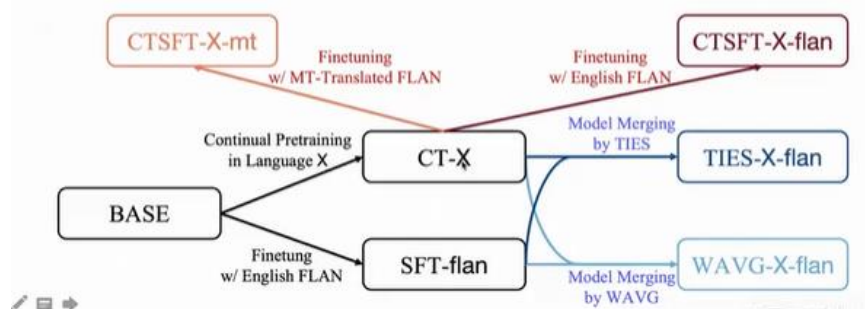 CTSFT-X-mt
CTSFT-X-flan
Finetuning
w/ MT-Translated FLAN
Finetuning
w/ English FLAN
Continual Pretraining
in Language X
CT-X
Model Merging
by TIES
TIES-X-flan
BASE
Finetung
w/ English FLAN
SFT-flan
Model Merging
by WAVG
WAVG-X-flan